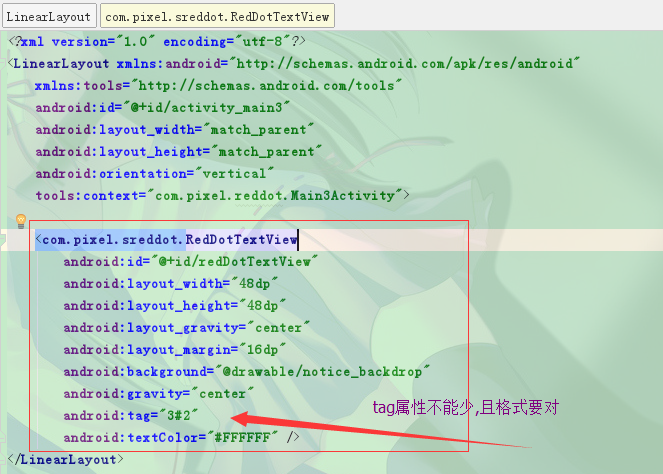 LinearLayout com.pixel.sreddot.RedDotTextView
<?xml version="1.0" encoding="utf-8"?>
<LinearLayout xmlns:android="http://schemas.android.com/apk/res/android"
xmlns:tools="http://schemas.android.com/tools"
android:id="@+id/activity_main3"
android:layout_width="match_parent"
android:layout_height="match_parent"
android:orientation="vertical"
tools:context="com.pixel.reddot.Main3Activity">
<com.pixel.sreddot.RedDotTextView
android:id="@+id/redDotTextView"
android:layout_width="48dp"
android:layout_height="48dp"
android:layout_gravity="center"
android:layout_margin="16dp"
android:background="@drawable/notice_backdrop"
android:gravity="center"
android:tag="3#2"
tag属性不能少,且格式要对
android:textColor="#FFFFFF" />
</LinearLayout>